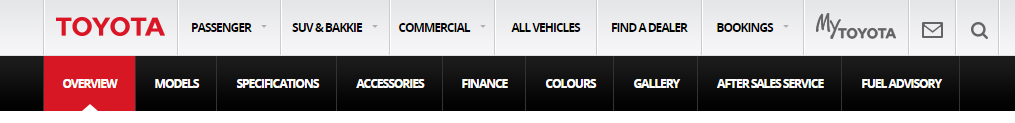 TOYOTA PASSENGER SUV & BAKKIE COMMERCIAL ALL VEHICLES FIND A DEALER BOOKINGS My TOYOTA
OVERVIEW MODELS SPECIFICATIONS ACCESSORIES FINANCE COLOURS GALLERY AFTER SALES SERVICE FUEL ADVISORY